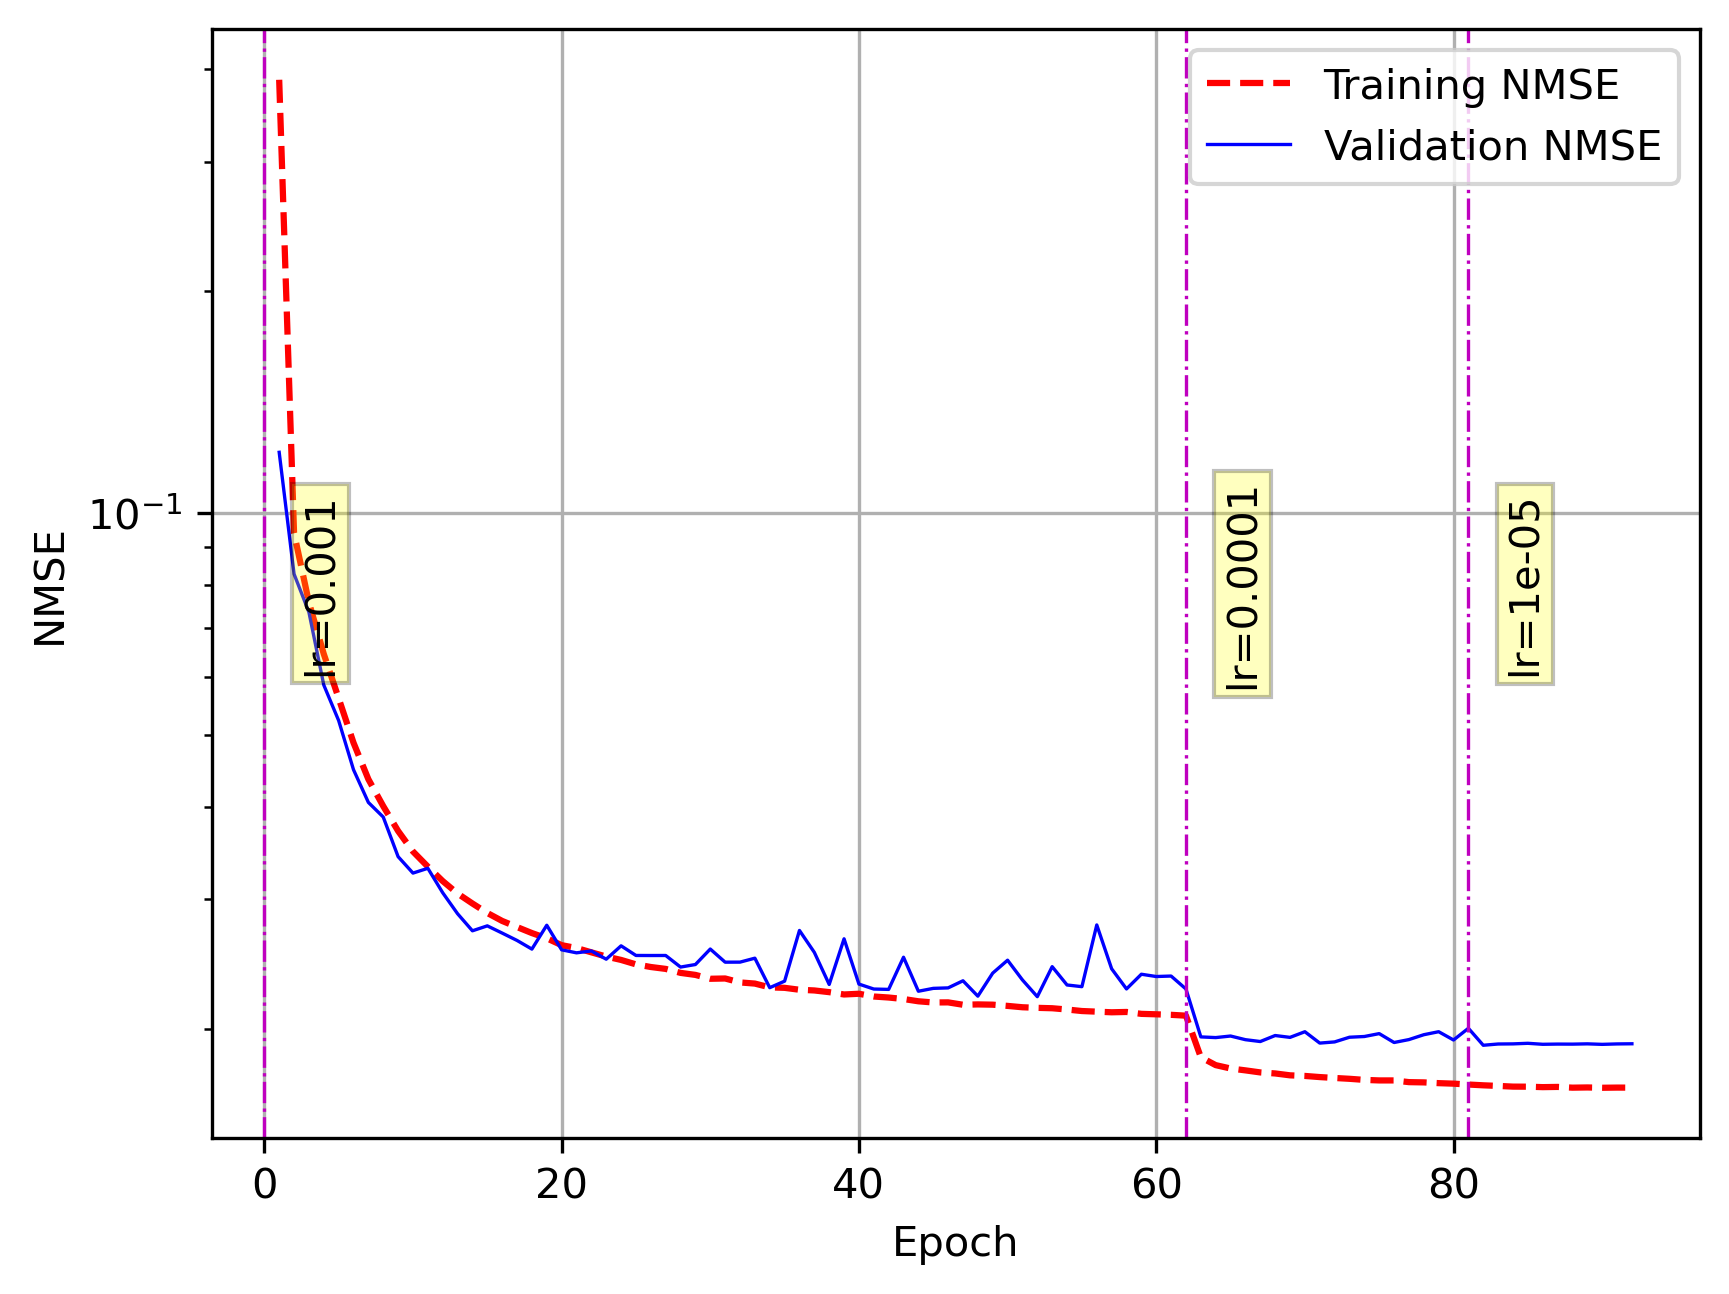 Training NMSE
Validation NMSE
NMSE
10⁻¹
lr=0.001
lr=0.0001
lr=1e-05
0
20
40
60
80
Epoch